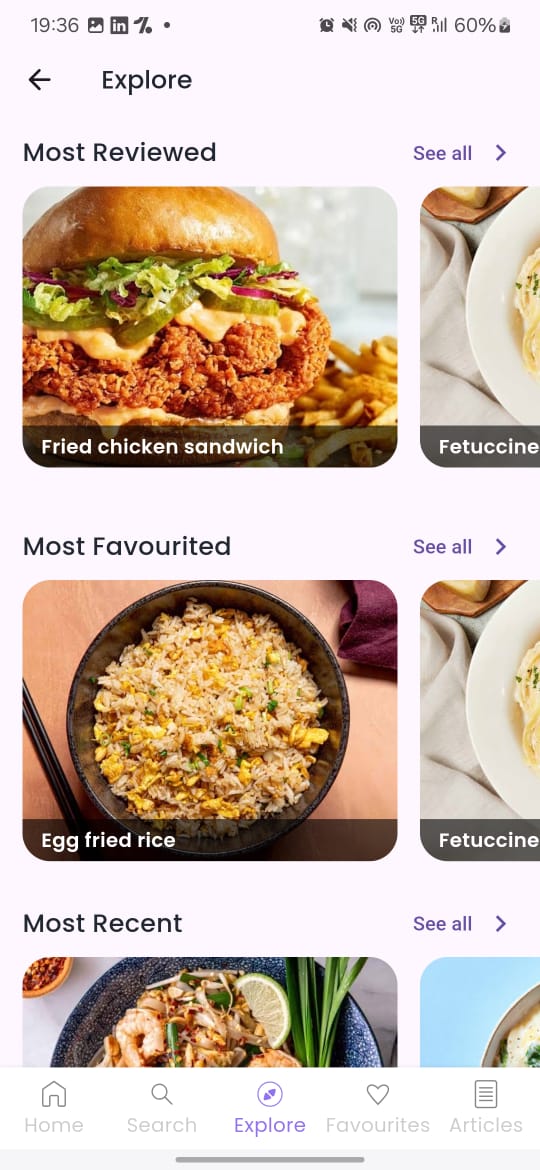 19:36 60%
Explore
Most Reviewed See all
Fried chicken sandwich Fetuccine
Most Favourited See all
Egg fried rice Fetuccine
Most Recent See all
Home Search Explore Favourites Articles